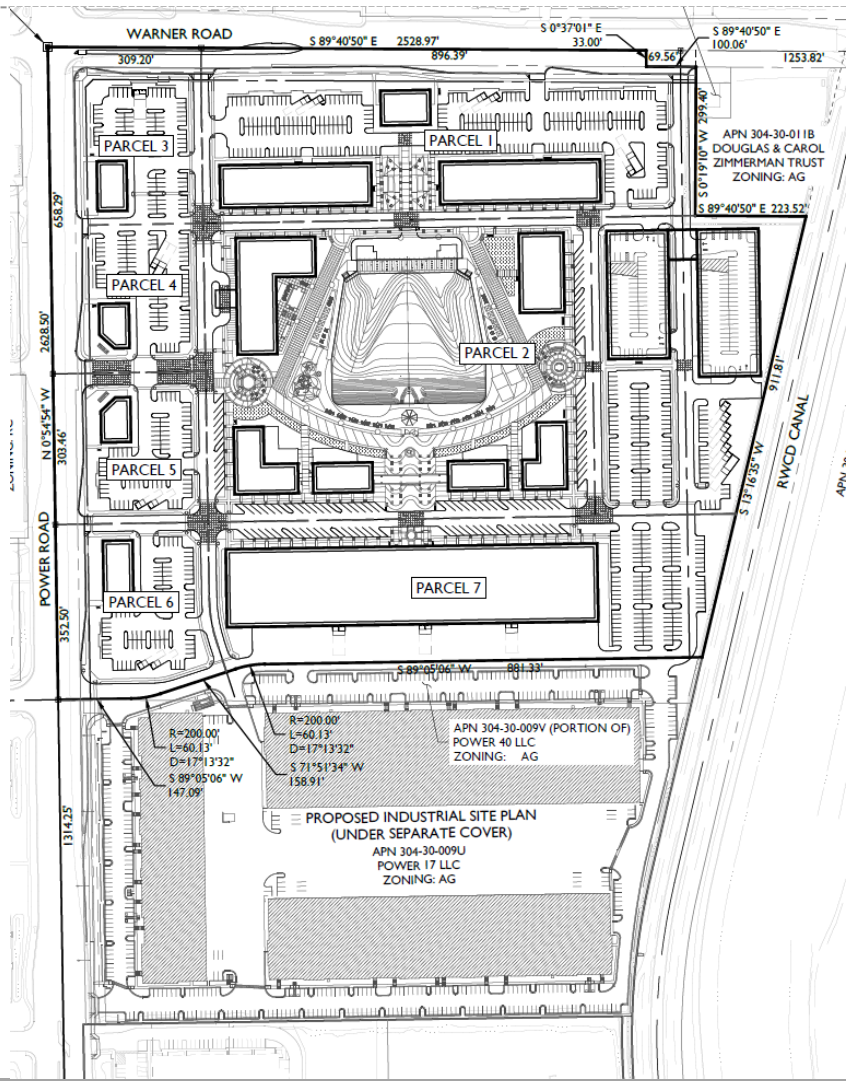 WARNER ROAD
S 89°40'50" E 2528.97'
309.20'
896.39'
S 0°37'01" E
33.00'
69.56'
S 89°40'50" E
100.06'
1253.82'
S 0°19'10" W 299.40'
APN 304-30-011B
DOUGLAS & CAROL
ZIMMERMAN TRUST
ZONING: AG
S 89°40'50" E 223.52'
PARCEL 3
PARCEL 1
658.29'
PARCEL 4
PARCEL 2
2628.50'
N 0°54'54" W
303.46'
911.81'
S 13°16'35" W
RWCD CANAL
PARCEL 5
POWER ROAD
PARCEL 6
PARCEL 7
352.50'
S 89°05'06" W 881.33'
R=200.00'
L=60.13'
D=17°13'32"
S 89°05'06" W
147.09'
R=200.00'
L=60.13'
D=17°13'32"
S 71°51'34" W
158.91'
APN 304-30-009V (PORTION OF)
POWER 40 LLC
ZONING: AG
1314.25'
PROPOSED INDUSTRIAL SITE PLAN
(UNDER SEPARATE COVER)
APN 304-30-009U
POWER 17 LLC
ZONING: AG